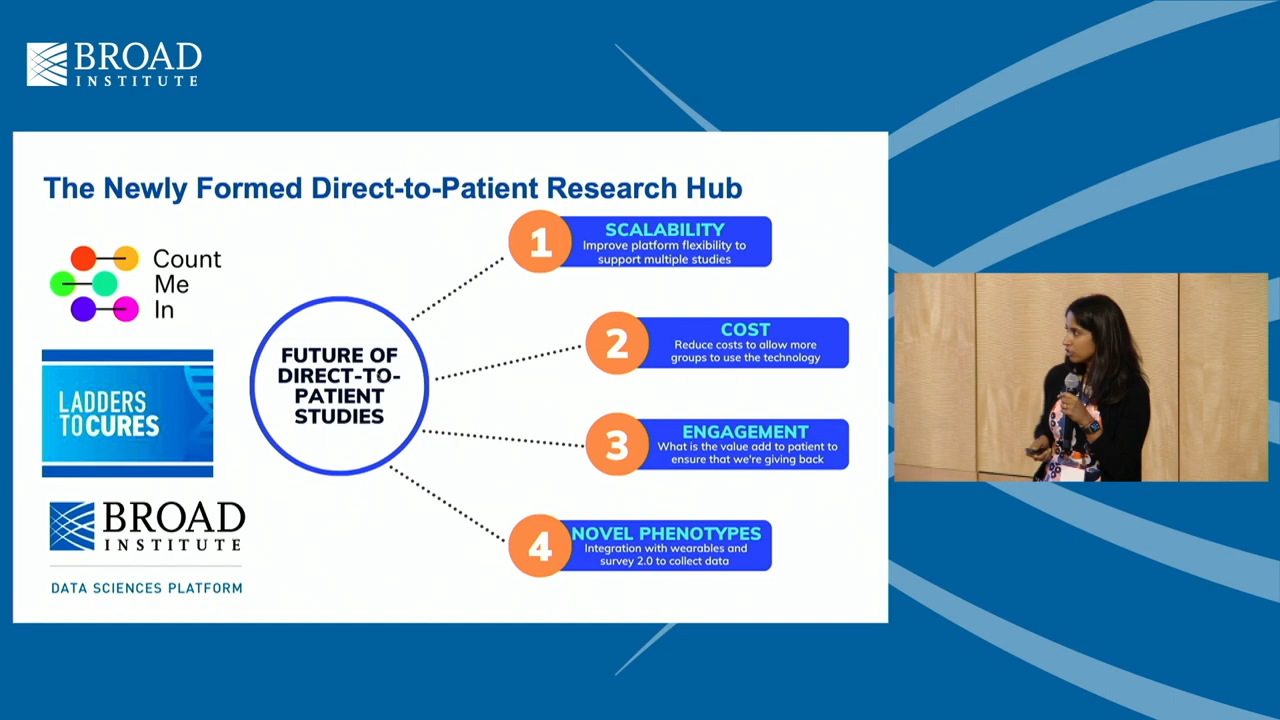 BROAD
INSTITUTE
The Newly Formed Direct-to-Patient Research Hub
Count
Me
In
LADDERS
TO CURES
BROAD
INSTITUTE
DATA SCIENCES PLATFORM
FUTURE OF
DIRECT-TO-
PATIENT
STUDIES
1
SCALABILITY
Improve platform flexibility to
support multiple studies
2
COST
Reduce costs to allow more
groups to use the technology
3
ENGAGEMENT
What is the value add to patient to
ensure that we're giving back
4
NOVEL PHENOTYPES
Integration with wearables and
survey 2.0 to collect data